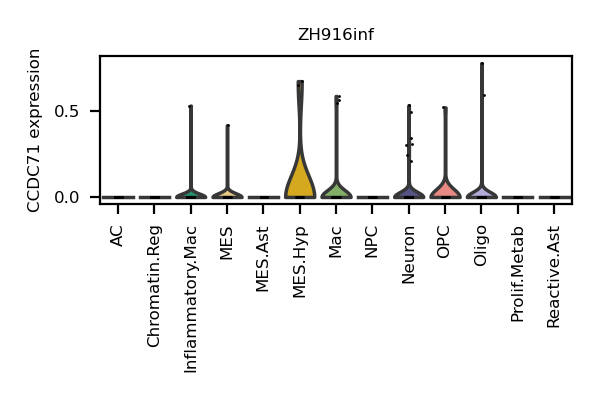 ZH916inf
CCDC71 expression
0.5
0.0
AC
Chromatin.Reg
Inflammatory.Mac
MES
MES.Ast
MES.Hyp
Mac
NPC
Neuron
OPC
Oligo
Prolif.Metab
Reactive.Ast